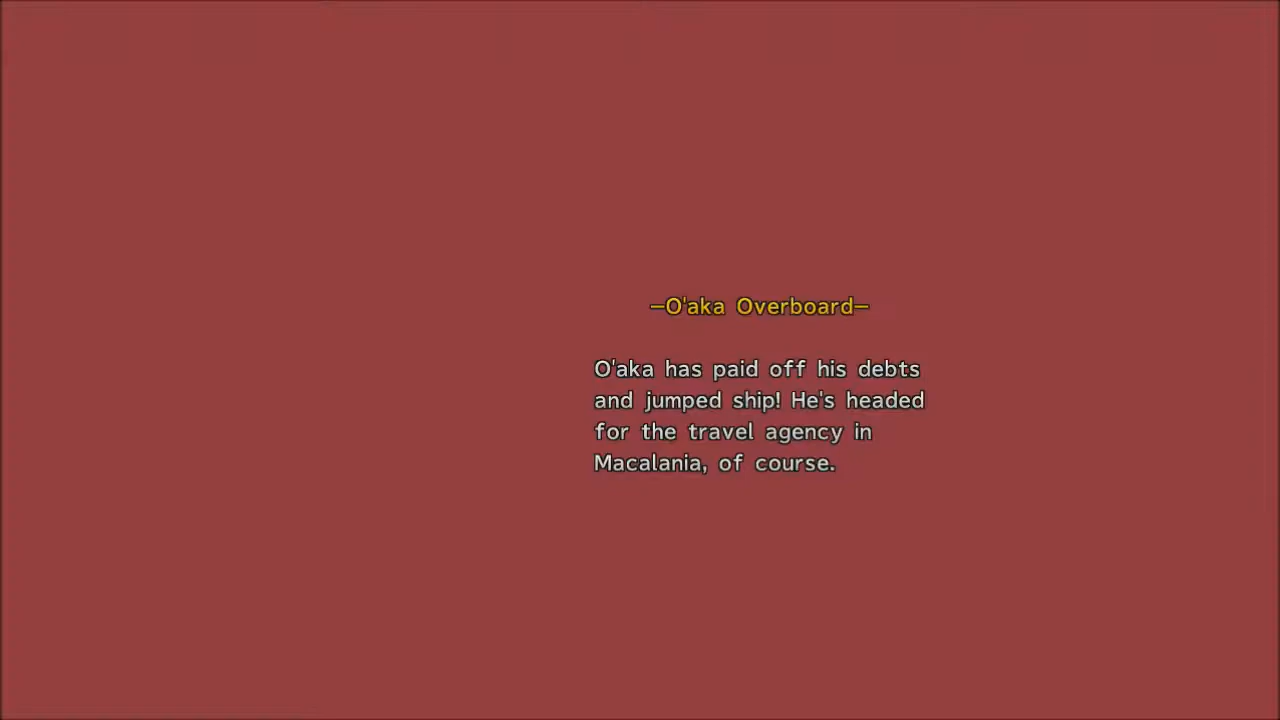 —O'aka Overboard—
O'aka has paid off his debts
and jumped ship! He's headed
for the travel agency in
Macalania, of course.